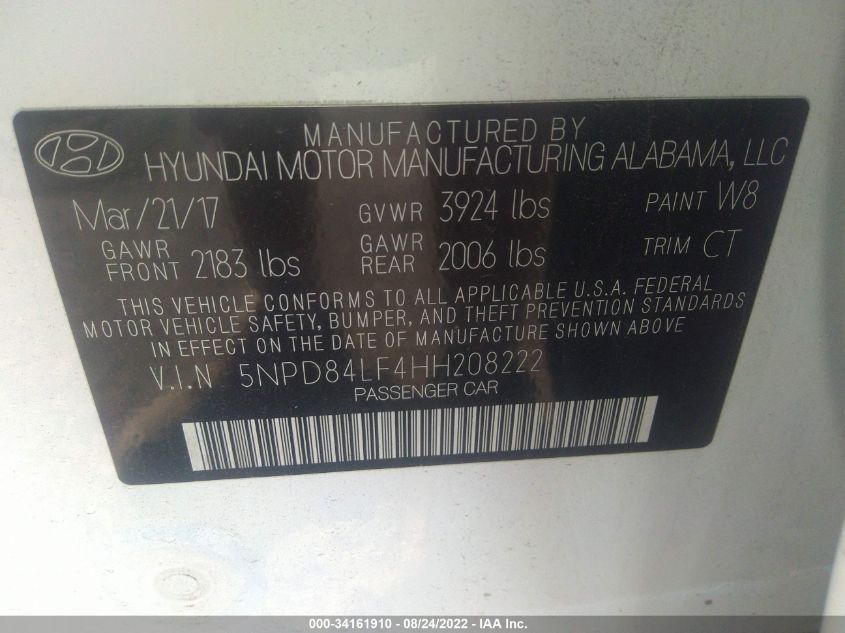 MANUFACTURED BY
HYUNDAI MOTOR MANUFACTURING ALABAMA, LLC
Mar/21/17 GVWR 3924 lbs PAINT W8
GAWR FRONT 2183 lbs GAWR REAR 2006 lbs TRIM CT
THIS VEHICLE CONFORMS TO ALL APPLICABLE U.S.A. FEDERAL
MOTOR VEHICLE SAFETY, BUMPER, AND THEFT PREVENTION STANDARDS
IN EFFECT ON THE DATE OF MANUFACTURE SHOWN ABOVE
V.I.N 5NPD84LF4HH208222
PASSENGER CAR
000-34161910 - 08/24/2022 - IAA Inc.